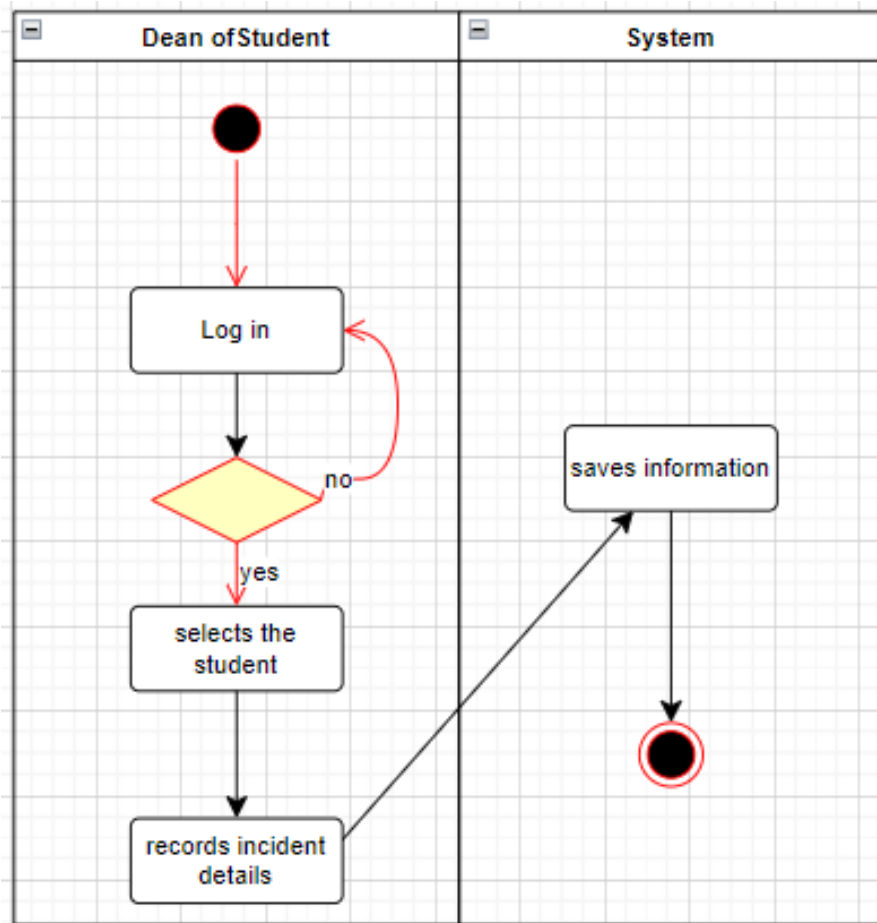 Dean ofStudent
System
Log in
no
yes
selects the
student
records incident
details
saves information